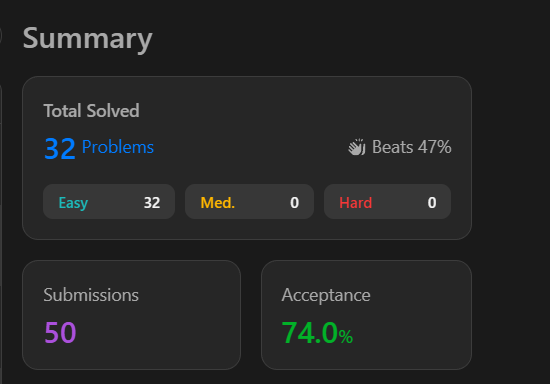 Summary
Total Solved
32 Problems
Beats 47%
Easy 32
Med. 0
Hard 0
Submissions
50
Acceptance
74.0%